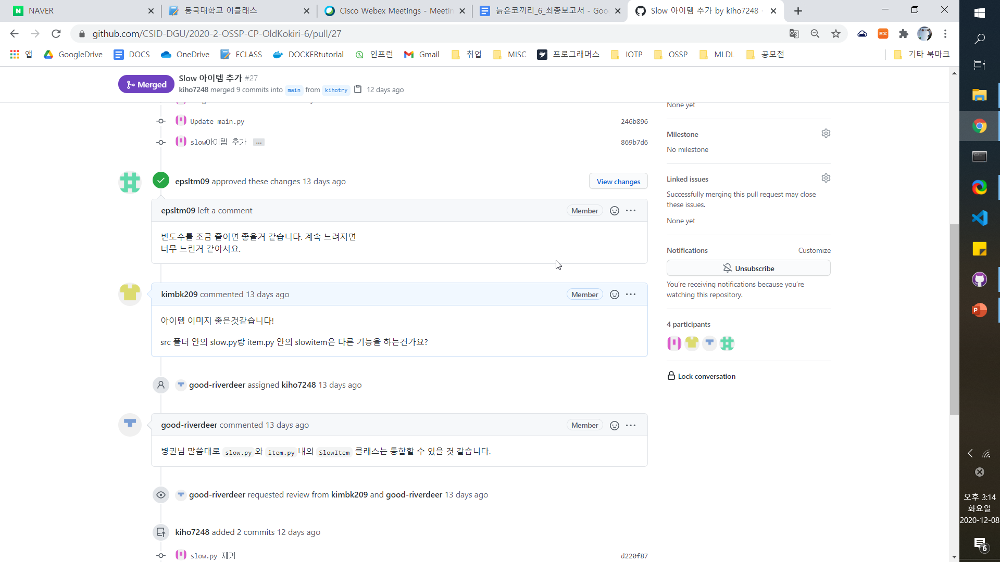 NAVER
동국대학교 이클래스
Cisco Webex Meetings - Meetin
늙은코끼리_6_최종보고서 - Goo
Slow 아이템 추가 by kiho7248
github.com/CSID-DGU/2020-2-OSSP-CP-OldKokiri-6/pull/27
EX
앱
GoogleDrive
DOCS
OneDrive
ECLASS
DOCKERtutorial
인프런
Gmail
취업
MISC
프로그래머스
IOTP
OSSP
MLDL
공모전
기타 북마크
Merged
Slow 아이템 추가 #27
kiho7248 merged 9 commits into main from kihotry 12 days ago
Update main.py 246b896
slow아이템 추가 ... 869b7d6
epsltm09 approved these changes 13 days ago
View changes
epsltm09 left a comment
Member
빈도수를 조금 줄이면 좋을거 같습니다. 계속 느려지면
너무 느린거 같아서요.
kimbk209 commented 13 days ago
Member
아이템 이미지 좋은것같습니다!
src 폴더 안의 slow.py랑 item.py 안의 slowitem은 다른 기능을 하는건가요?
good-riverdeer assigned kiho7248 13 days ago
good-riverdeer commented 13 days ago
Member
병권님 말씀대로 slow.py 와 item.py 내의 SlowItem 클래스는 통합할 수 있을 것 같습니다.
good-riverdeer requested review from kimbk209 and good-riverdeer 13 days ago
kiho7248 added 2 commits 12 days ago
slow.py 제거 d220f87
None yet
Milestone
No milestone
Linked issues
Successfully merging this pull request may close
these issues.
None yet
Notifications
Customize
Unsubscribe
You're receiving notifications because you're
watching this repository.
4 participants
Lock conversation
오후 3:14
화요일
2020-12-08
6